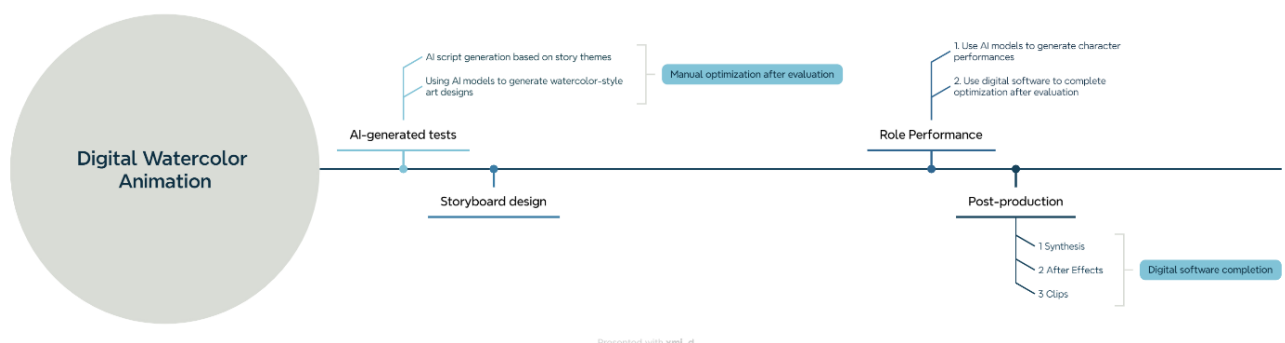 Digital Watercolor
Animation
AI script generation based on story themes
Using AI models to generate watercolor-style
art designs
Manual optimization after evaluation
AI-generated tests
Storyboard design
1. Use AI models to generate character
performances
2. Use digital software to complete
optimization after evaluation
Role Performance
Post-production
1 Synthesis
2 After Effects
3 Clips
Digital software completion
Presented with